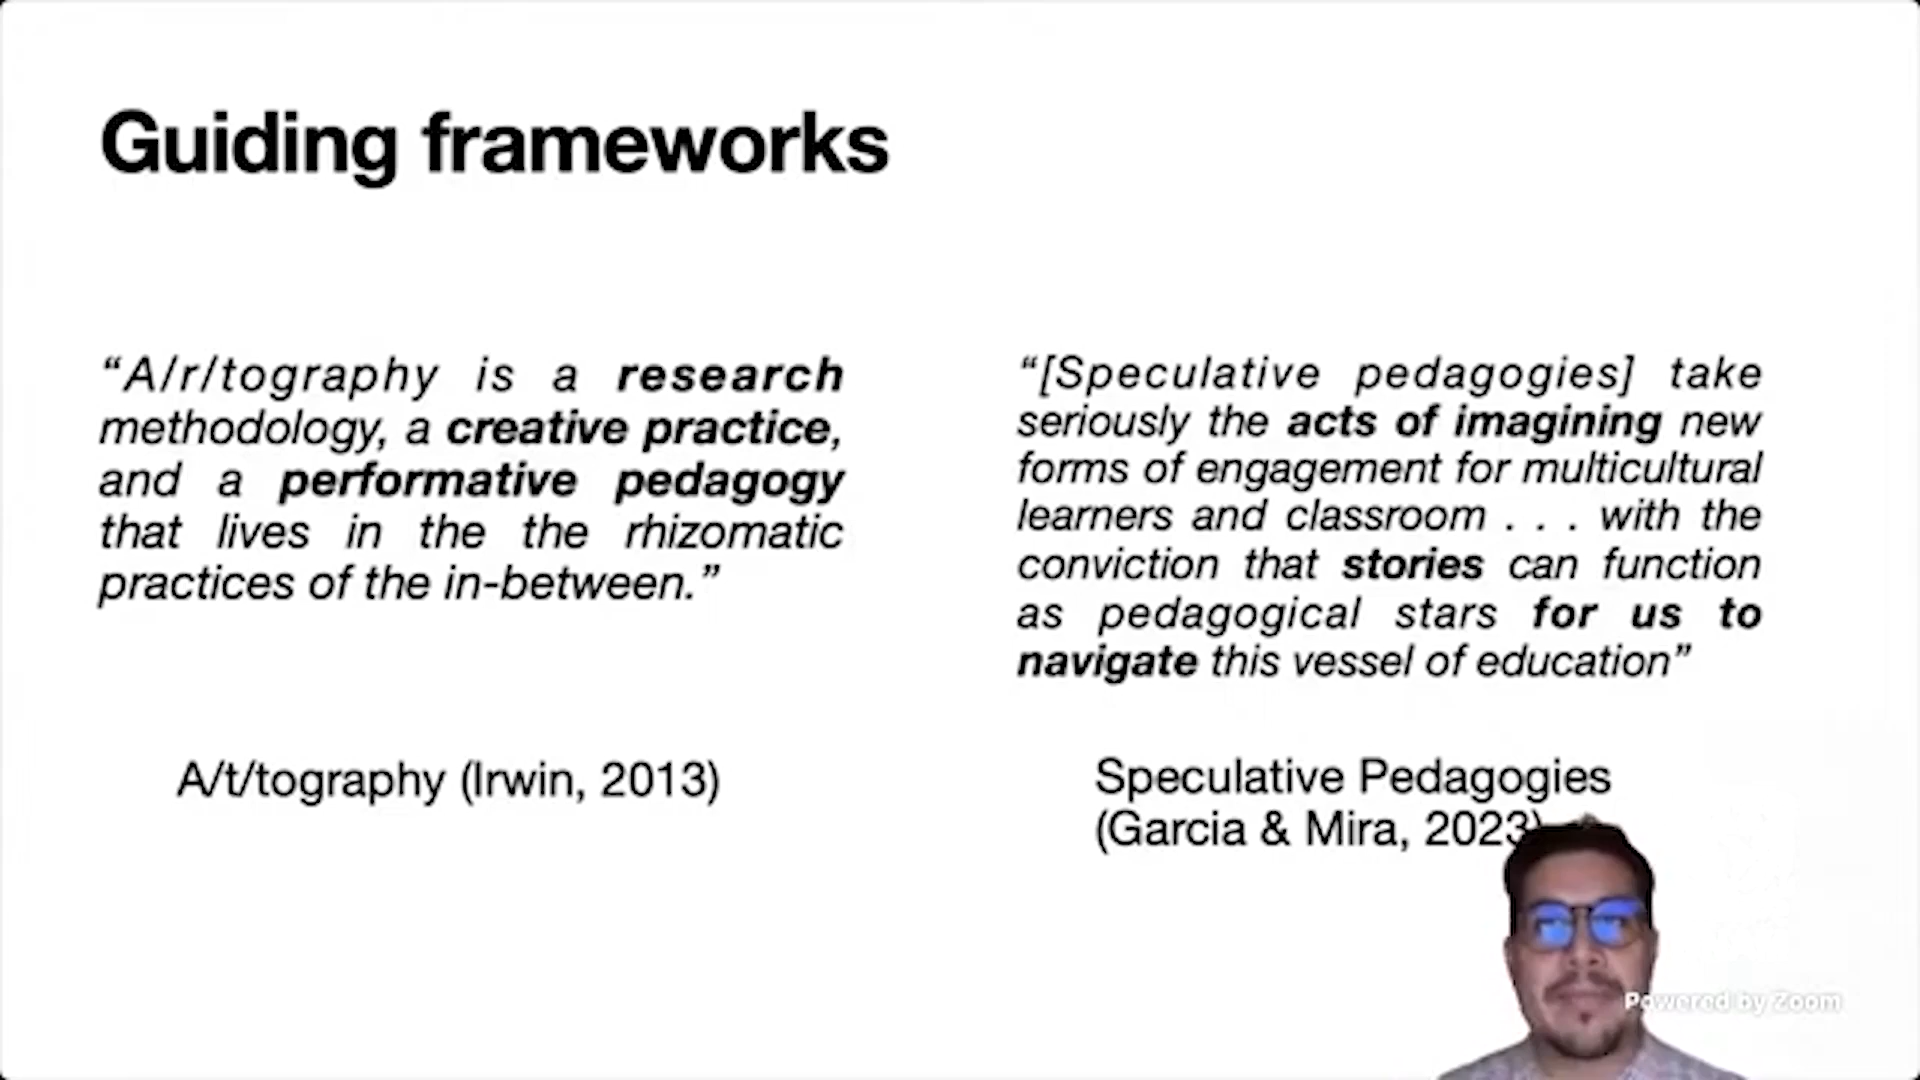 Guiding frameworks
“A/r/tography is a research
methodology, a creative practice,
and a performative pedagogy
that lives in the the rhizomatic
practices of the in-between.”
A/t/tography (Irwin, 2013)
“[Speculative pedagogies] take
seriously the acts of imagining new
forms of engagement for multicultural
learners and classroom . . . with the
conviction that stories can function
as pedagogical stars for us to
navigate this vessel of education”
Speculative Pedagogies
(Garcia & Mira, 2023)
Powered by Zoom